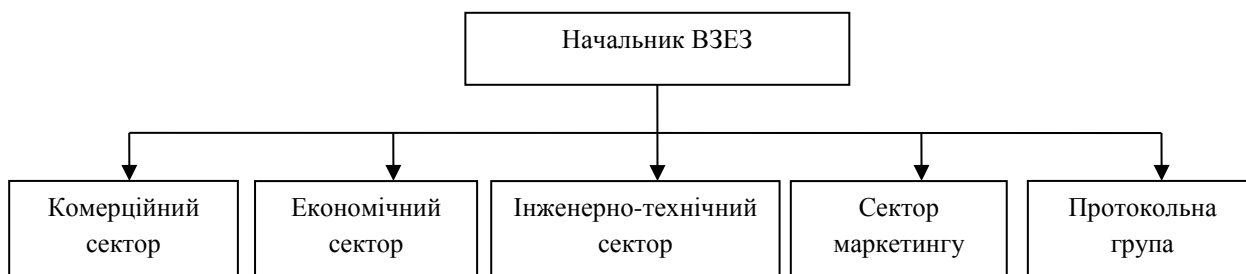 Начальник ВЗЕЗ
Комерційний
сектор
Економічний
сектор
Інженерно-технічний
сектор
Сектор
маркетингу
Протокольна
група